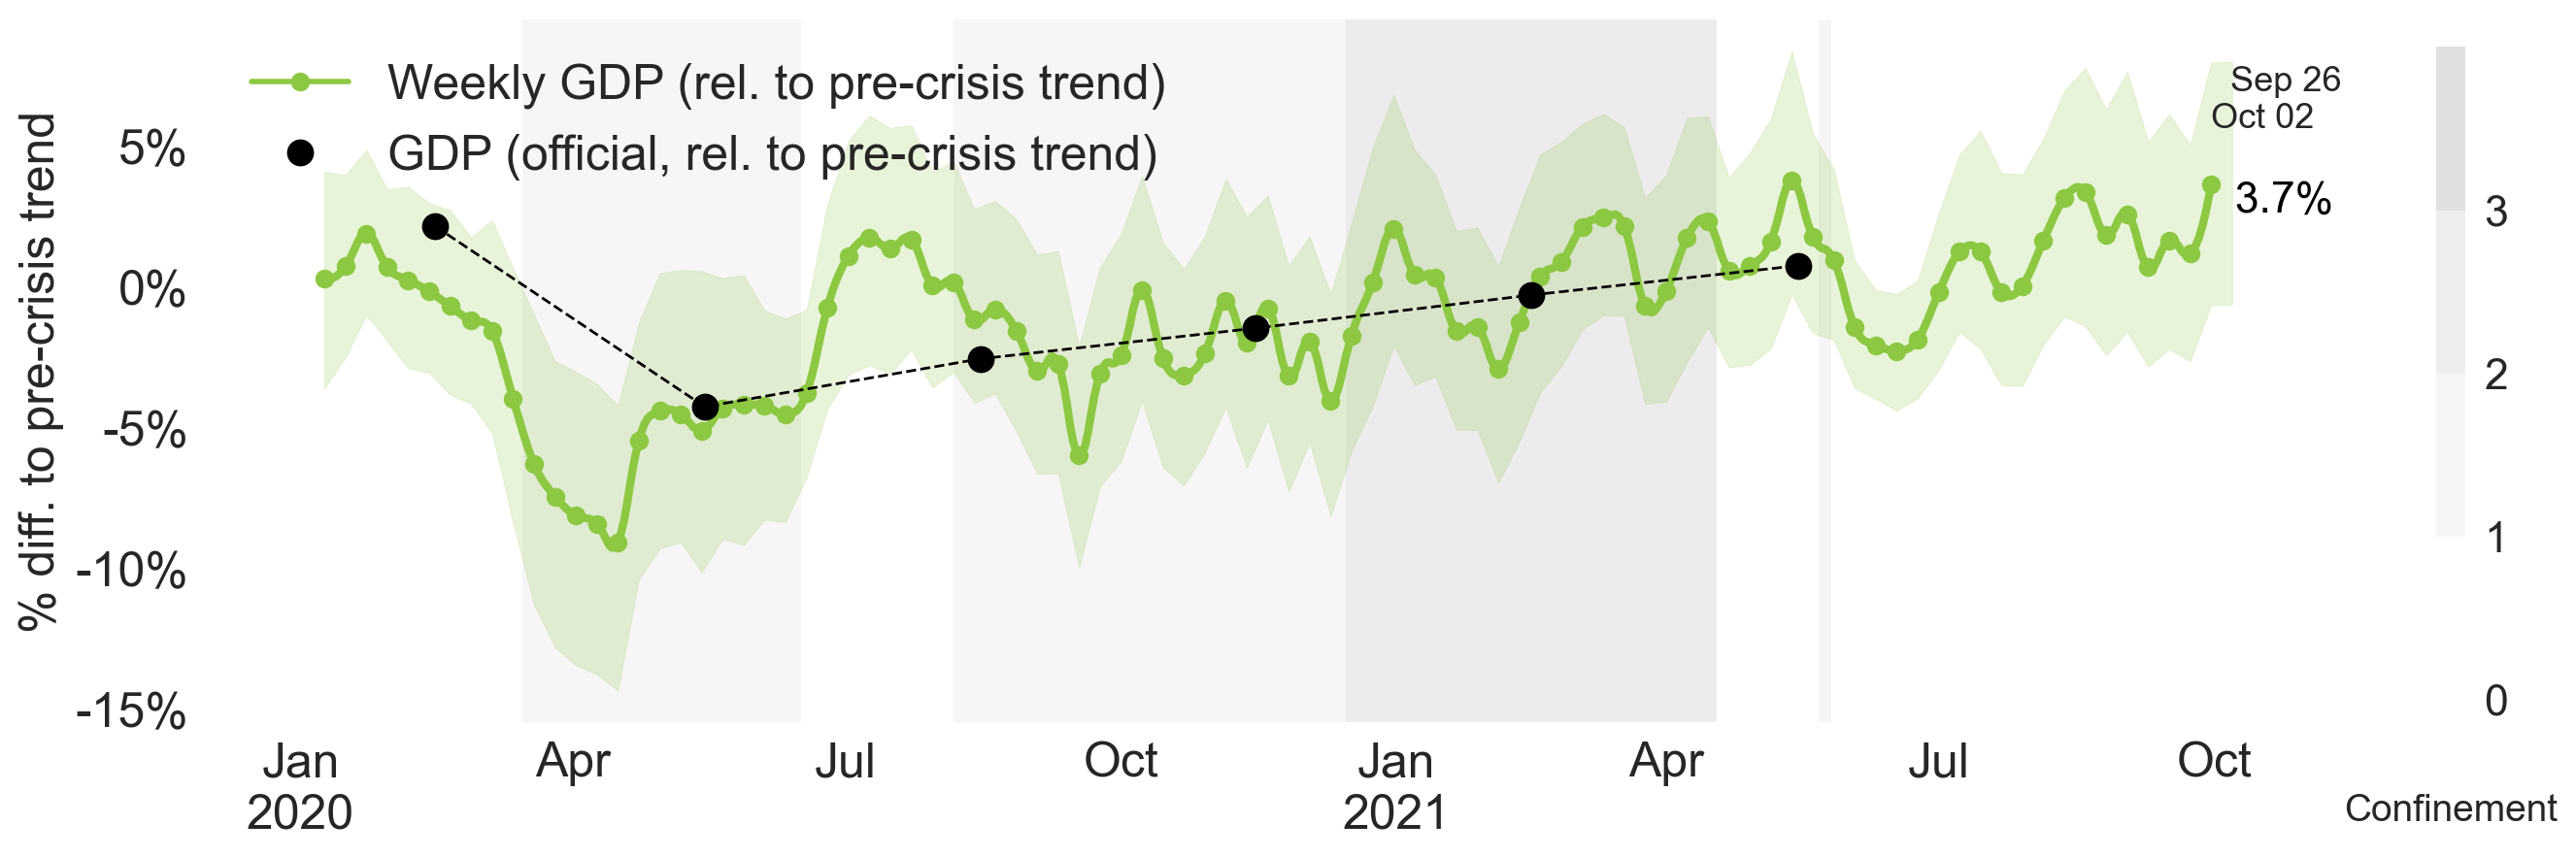 Weekly GDP (rel. to pre-crisis trend)
GDP (official, rel. to pre-crisis trend)
% diff. to pre-crisis trend
5%
0%
-5%
-10%
-15%
Sep 26
Oct 02
3.7%
3
2
1
0
Jan Apr Jul Oct Jan Apr Jul Oct
2020 2021
Confinement